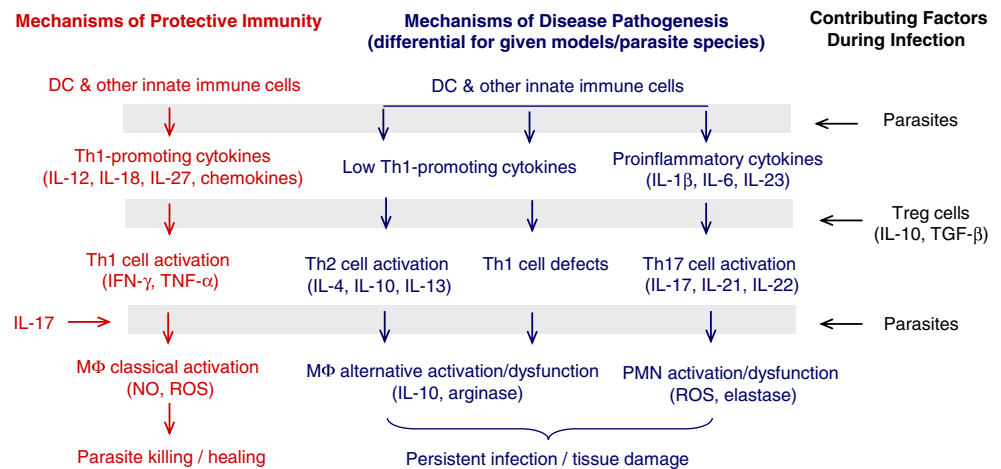 Mechanisms of Protective Immunity
Mechanisms of Disease Pathogenesis
(differential for given models/parasite species)
Contributing Factors
During Infection
DC & other innate immune cells
DC & other innate immune cells
Parasites
Th1-promoting cytokines
(IL-12, IL-18, IL-27, chemokines)
Low Th1-promoting cytokines
Proinflammatory cytokines
(IL-1β, IL-6, IL-23)
Treg cells
(IL-10, TGF-β)
Th1 cell activation
(IFN-γ, TNF-α)
Th2 cell activation
(IL-4, IL-10, IL-13)
Th1 cell defects
Th17 cell activation
(IL-17, IL-21, IL-22)
IL-17
Parasites
MΦ classical activation
(NO, ROS)
MΦ alternative activation/dysfunction
(IL-10, arginase)
PMN activation/dysfunction
(ROS, elastase)
Parasite killing / healing
Persistent infection / tissue damage